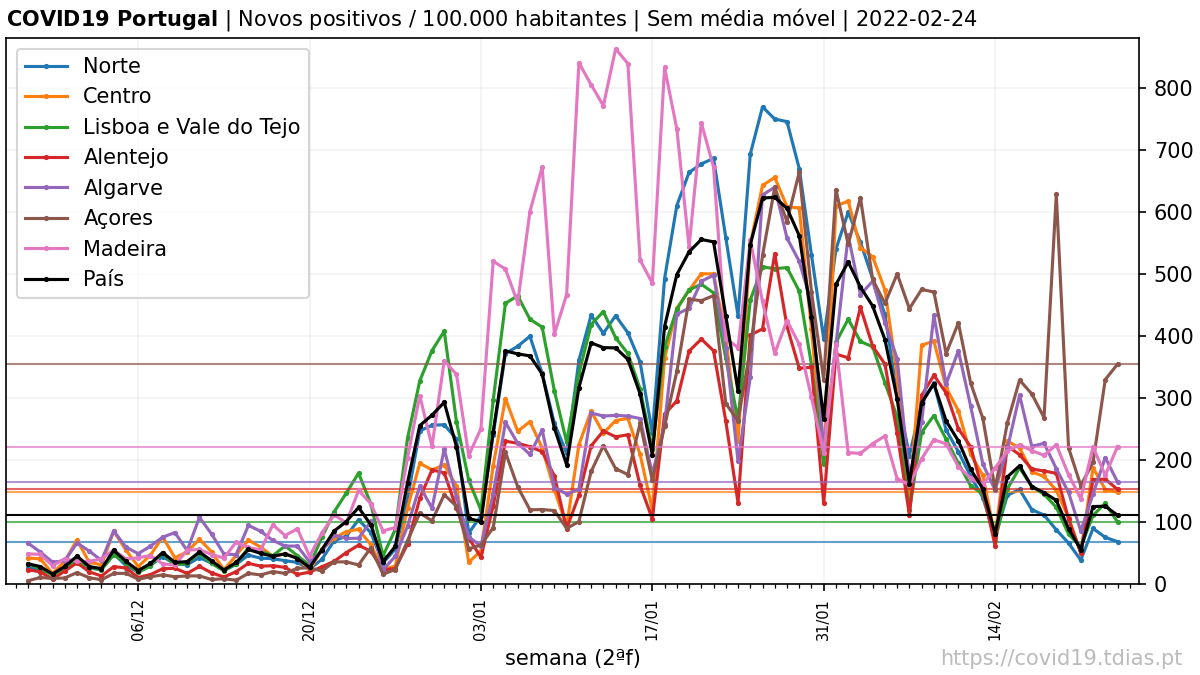 COVID19 Portugal | Novos positivos / 100.000 habitantes | Sem média móvel | 2022-02-24
Norte
Centro
Lisboa e Vale do Tejo
Alentejo
Algarve
Açores
Madeira
País
800
700
600
500
400
300
200
100
0
06/12
20/12
03/01
17/01
31/01
14/02
semana (2ªf)
https://covid19.tdias.pt